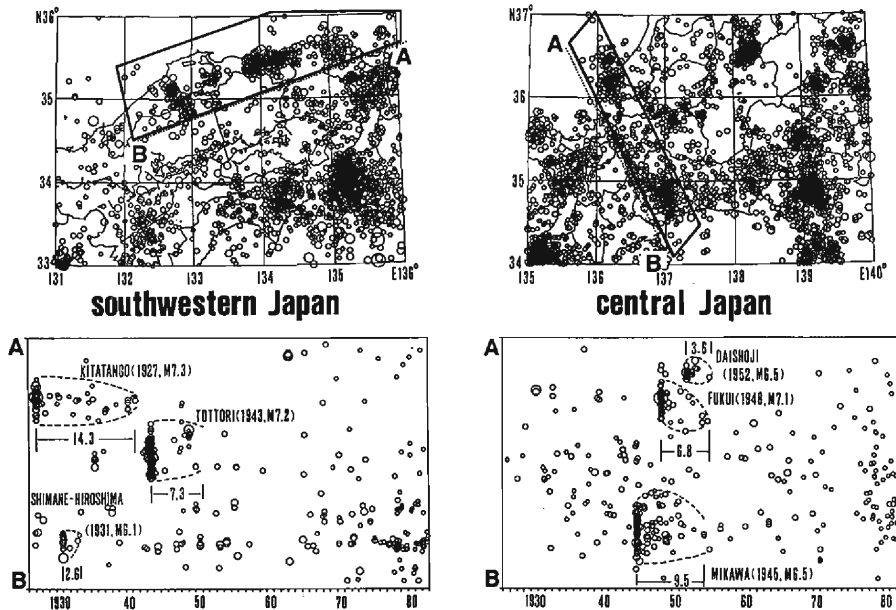 N36°
35
34
33
131
132
133
134
135
E136°
A
B
southwestern Japan
N37°
36
35
34
135
136
137
138
139
E140°
A
B
central Japan
A
KITATANGO(1927,M7.3)
14.3
TOTTORI(1943,M7.2)
7.3
SHIMANE-HIROSHIMA
(1931,M6.1)
2.6
B
1930
40
50
60
70
80
A
3.6
DAISHOJI
(1952,M6.5)
FUKUI(1948,M7.1)
6.8
MIKAWA(1945,M6.5)
9.5
B
1930
40
50
60
70
80